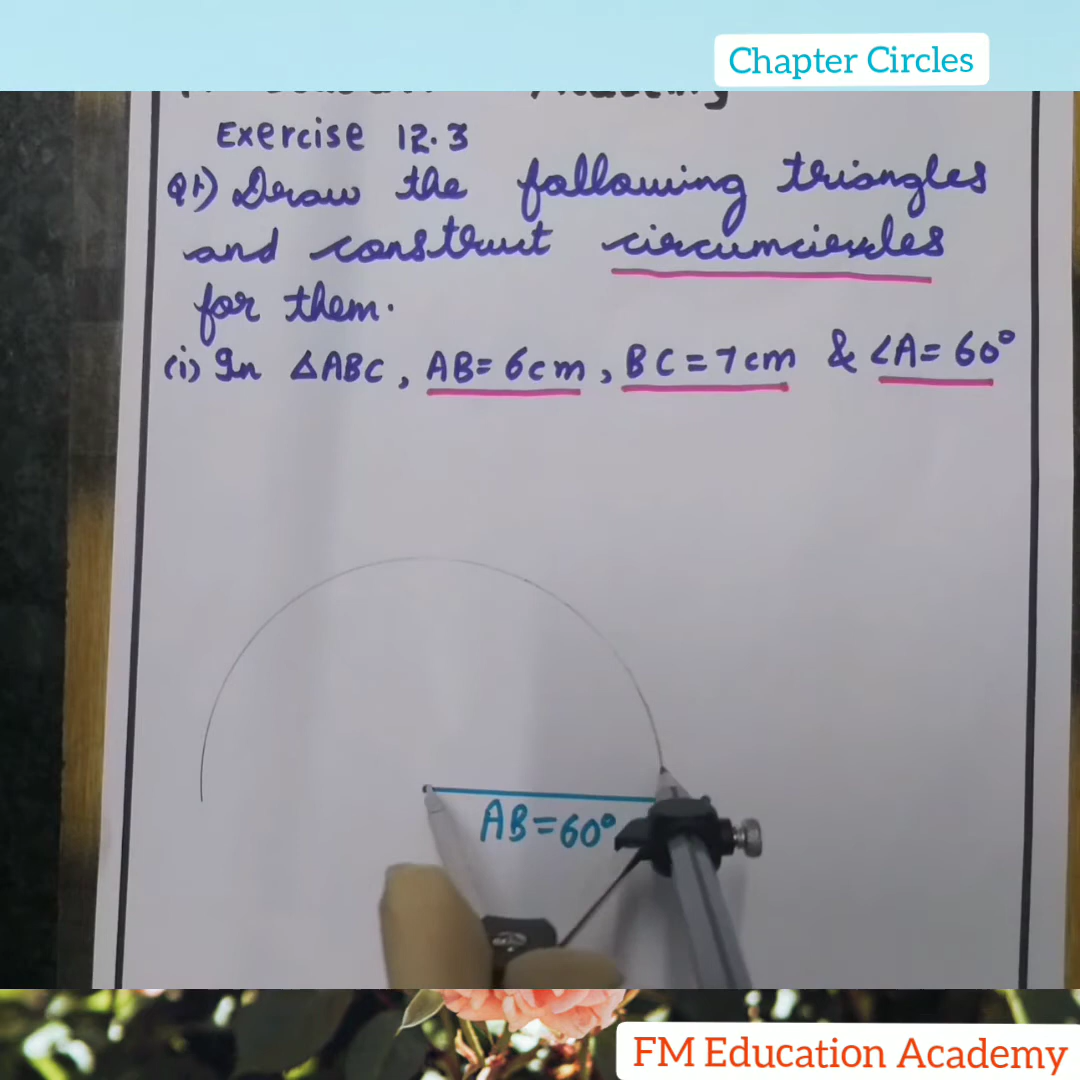 Chapter Circles
Exercise 12.3
Q1) Draw the following triangles
and construct circumcircles
for them.
(i) In ΔABC, AB= 6cm, BC=7cm & ∠A= 60°
AB=60°
FM Education Academy